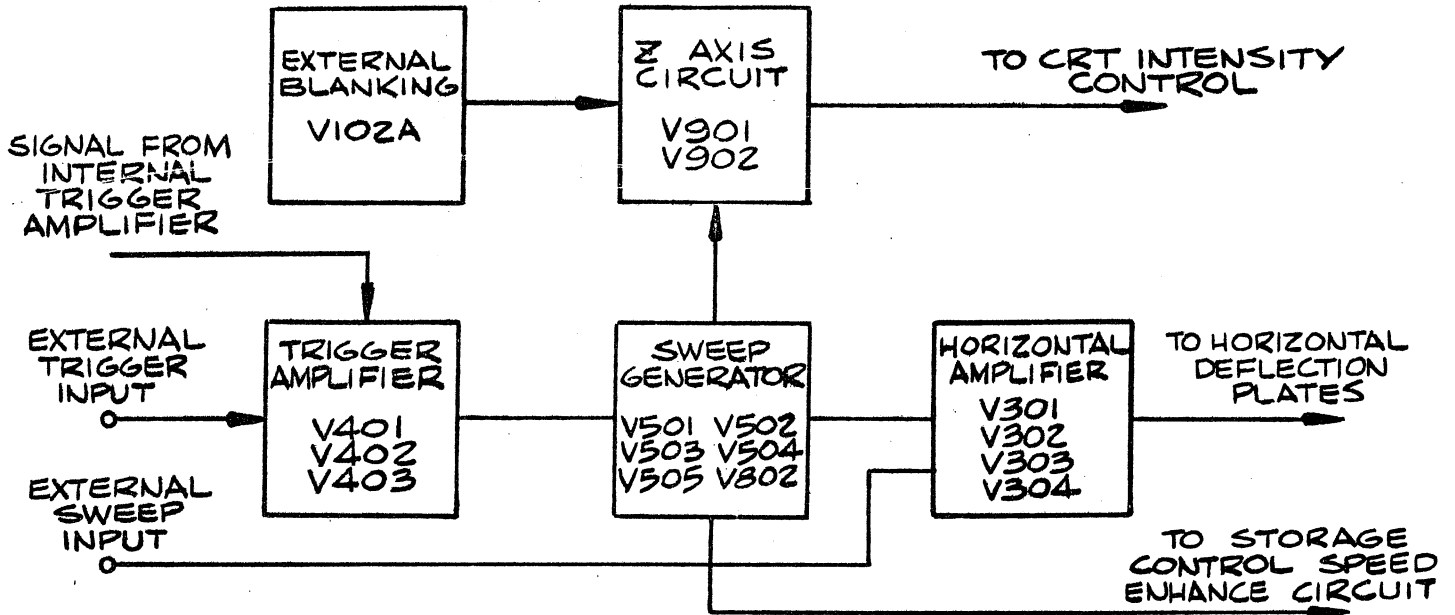 EXTERNAL
BLANKING
V102A
Z AXIS
CIRCUIT
V901
V902
TO CRT INTENSITY
CONTROL
SIGNAL FROM
INTERNAL
TRIGGER
AMPLIFIER
EXTERNAL
TRIGGER
INPUT
TRIGGER
AMPLIFIER
V401
V402
V403
SWEEP
GENERATOR
V501 V502
V503 V504
V505 V802
HORIZONTAL
AMPLIFIER
V301
V302
V303
V304
TO HORIZONTAL
DEFLECTION
PLATES
EXTERNAL
SWEEP
INPUT
TO STORAGE
CONTROL SPEED
ENHANCE CIRCUIT